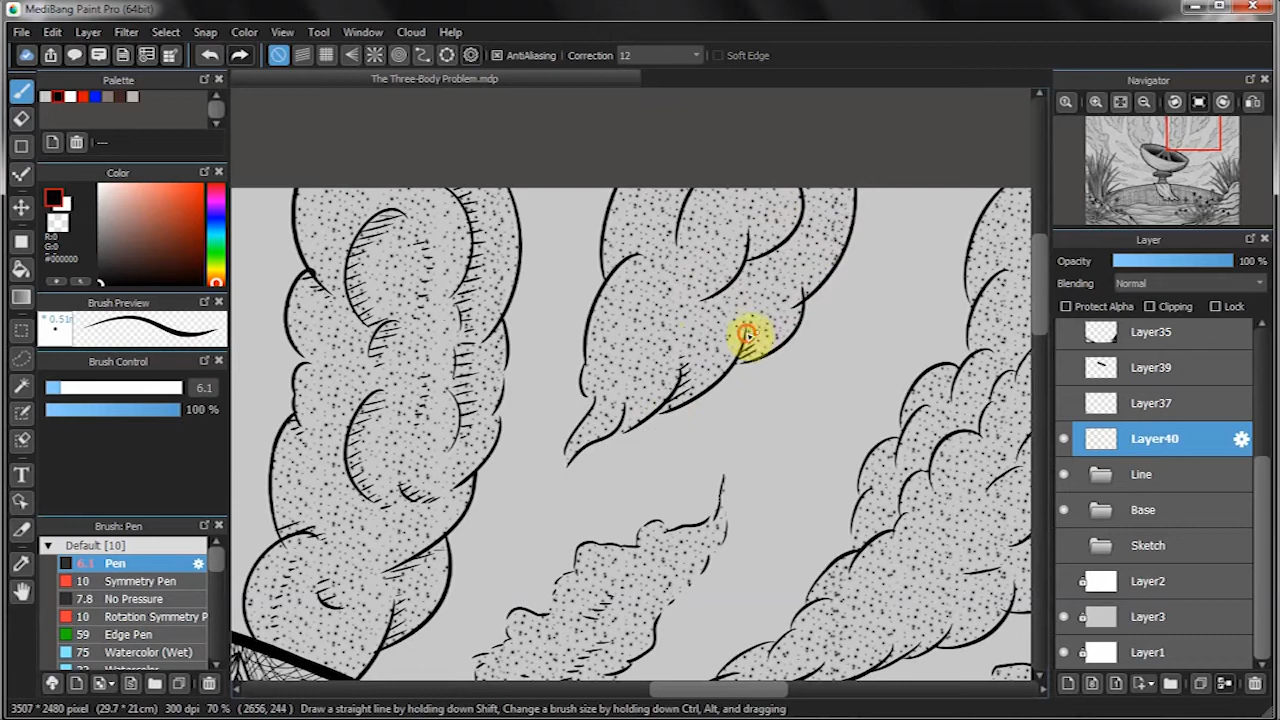 MediBang Paint Pro (64bit)
File Edit Layer Filter Select Snap Color View Tool Window Cloud Help
AntiAliasing Correction 12 Soft Edge
The Three-Body Problem.mdp
Palette
---
Color
R:0
G:0
#000000
Brush Preview
Brush Control
6.1
100 %
Brush: Pen
Default [10]
6.1 Pen
10 Symmetry Pen
7.8 No Pressure
10 Rotation Symmetry P
59 Edge Pen
75 Watercolor (Wet)
Watercolor
T
Navigator
Layer
Opacity 100 %
Blending Normal
Protect Alpha Clipping Lock
Layer35
Layer39
Layer37
Layer40
Line
Base
Sketch
Layer2
Layer3
Layer1
3507 * 2480 pixel (29.7 * 21cm) 300 dpi 70 % (2656, 244) Draw a straight line by holding down Shift, Change a brush size by holding down Ctrl, Alt, and dragging